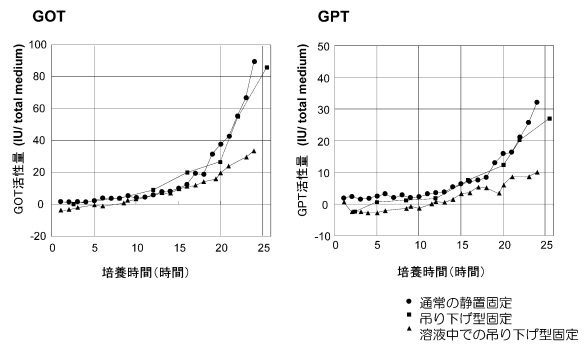 GOT
GOT活性量 (IU/ total medium)
100
80
60
40
20
0
-20
0
5
10
15
20
25
培養時間(時間)
GPT
GPT活性量 (IU/ total medium)
50
40
30
20
10
0
-10
0
5
10
15
20
25
培養時間(時間)
● 通常の静置固定
■ 吊り下げ型固定
▲ 溶液中での吊り下げ型固定